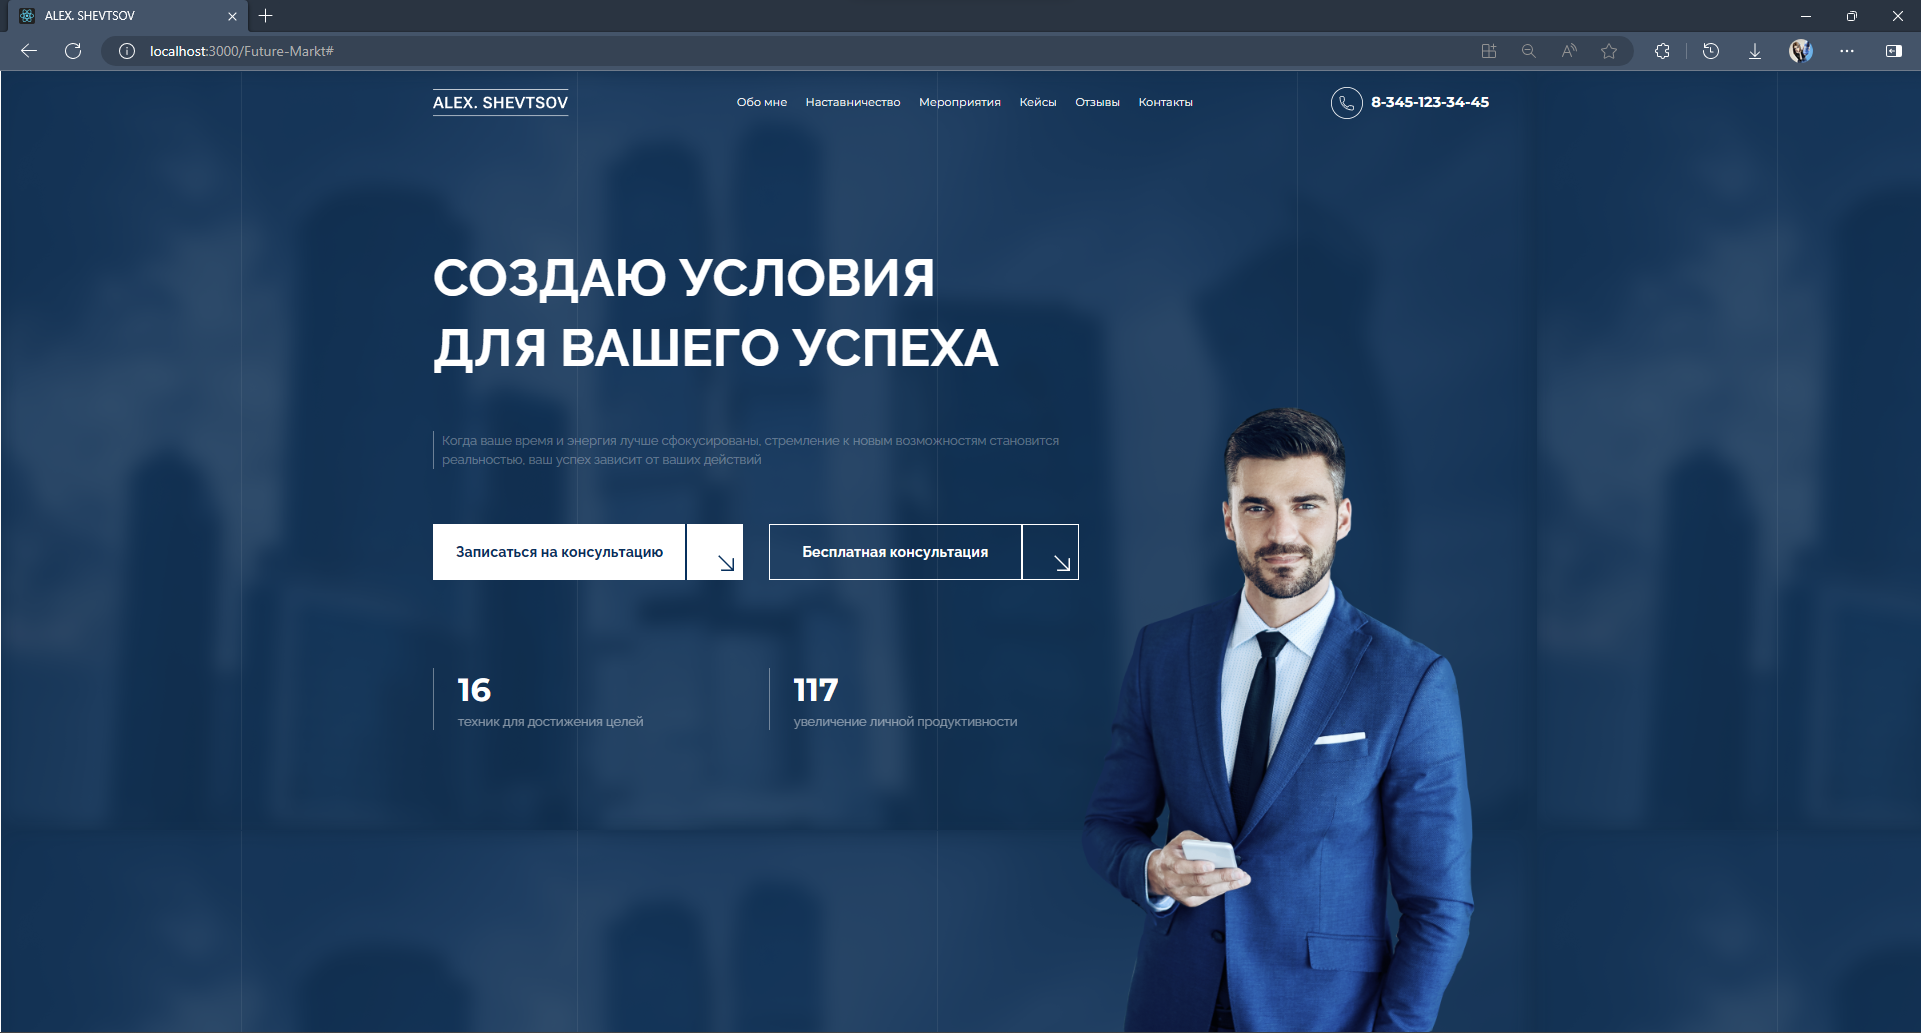 ALEX. SHEVTSOV
localhost:3000/Future-Markt#
ALEX. SHEVTSOV
Обо мне Наставничество Мероприятия Кейсы Отзывы Контакты
8-345-123-34-45
СОЗДАЮ УСЛОВИЯ
ДЛЯ ВАШЕГО УСПЕХА
Когда ваше время и энергия лучше сфокусированы, стремление к новым возможностям становится
реальностью, ваш успех зависит от ваших действий
Записаться на консультацию
Бесплатная консультация
16
техник для достижения целей
117
увеличение личной продуктивности